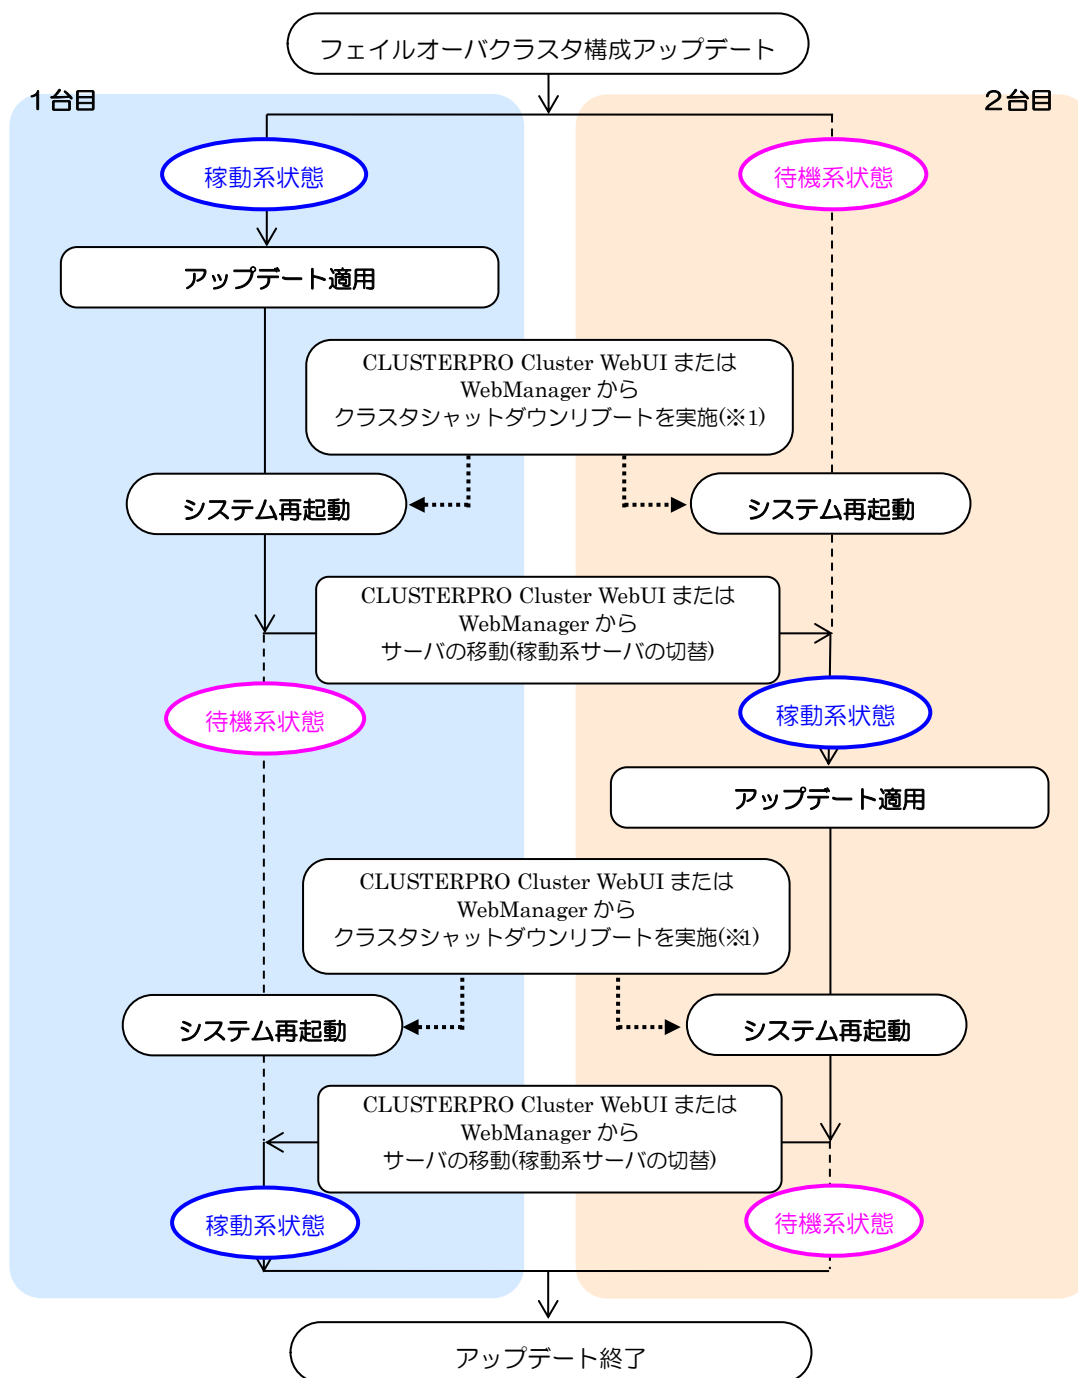 フェイルオーバクラスタ構成アップデート
1台目
2台目
稼動系状態
待機系状態
アップデート適用
CLUSTERPRO Cluster WebUI または
WebManager から
クラスタシャットダウンリブートを実施(※1)
システム再起動
システム再起動
CLUSTERPRO Cluster WebUI または
WebManager から
サーバの移動(稼動系サーバの切替)
待機系状態
稼動系状態
アップデート適用
CLUSTERPRO Cluster WebUI または
WebManager から
クラスタシャットダウンリブートを実施(※1)
システム再起動
システム再起動
CLUSTERPRO Cluster WebUI または
WebManager から
サーバの移動(稼動系サーバの切替)
稼動系状態
待機系状態
アップデート終了